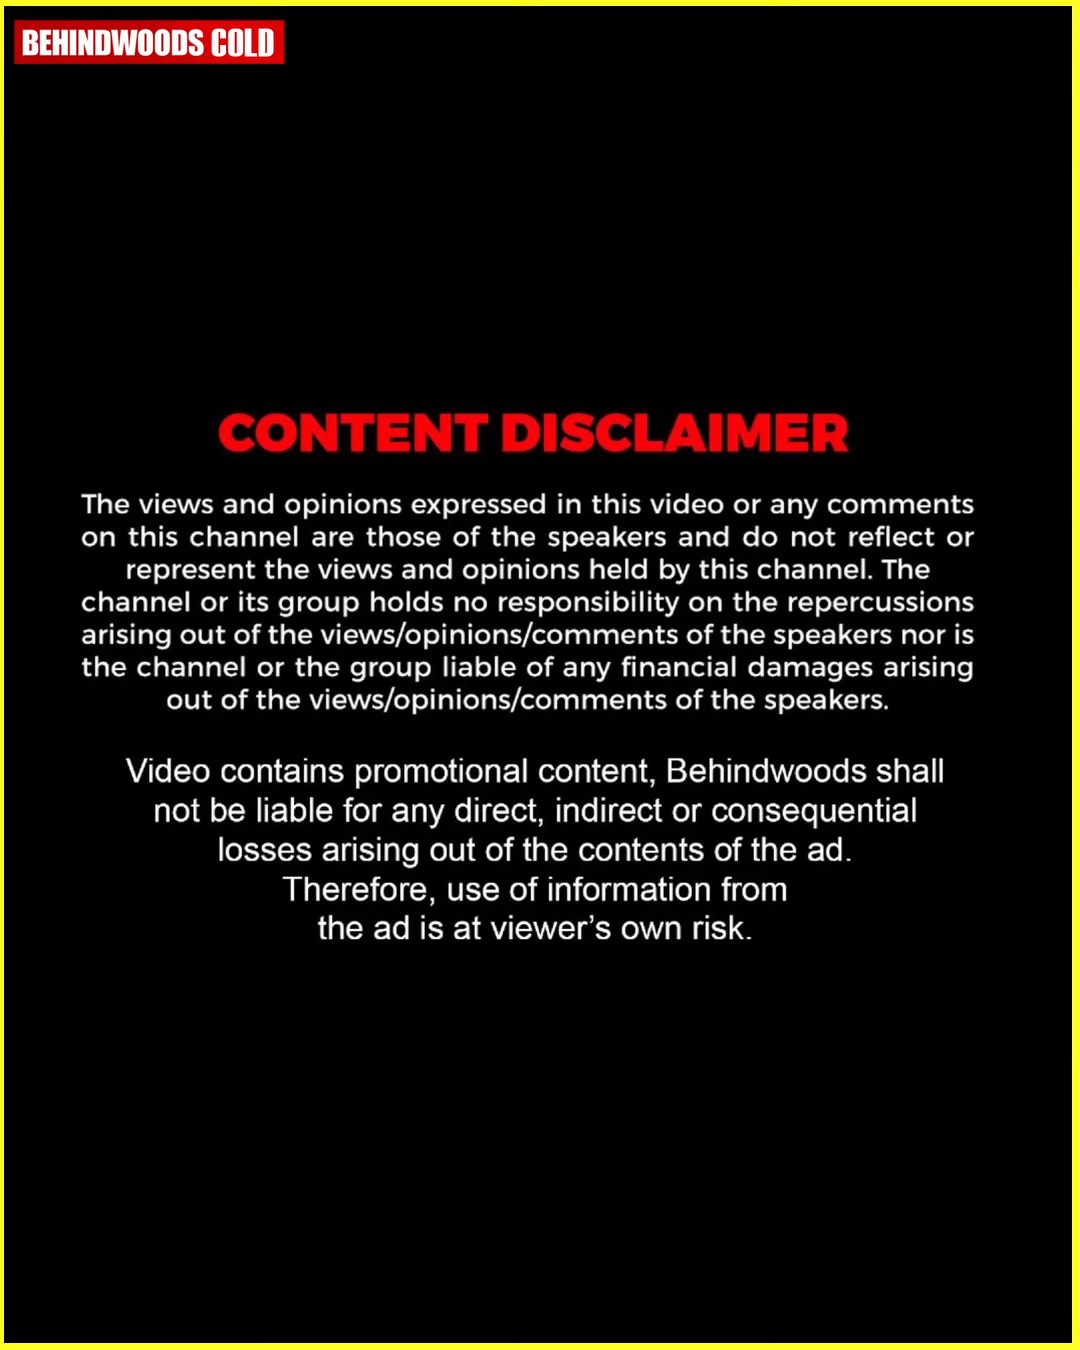 BEHINDWOODS COLD
CONTENT DISCLAIMER
The views and opinions expressed in this video or any comments
on this channel are those of the speakers and do not reflect or
represent the views and opinions held by this channel. The
channel or its group holds no responsibility on the repercussions
arising out of the views/opinions/comments of the speakers nor is
the channel or the group liable of any financial damages arising
out of the views/opinions/comments of the speakers.
Video contains promotional content, Behindwoods shall
not be liable for any direct, indirect or consequential
losses arising out of the contents of the ad.
Therefore, use of information from
the ad is at viewer’s own risk.